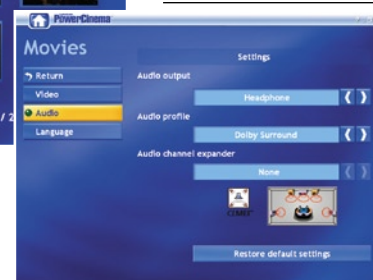 PowerCinema
Movies
Settings
Return
Audio output
Video
Headphone
Audio
Audio profile
Language
Dolby Surround
Audio channel expander
None
Restore default settings